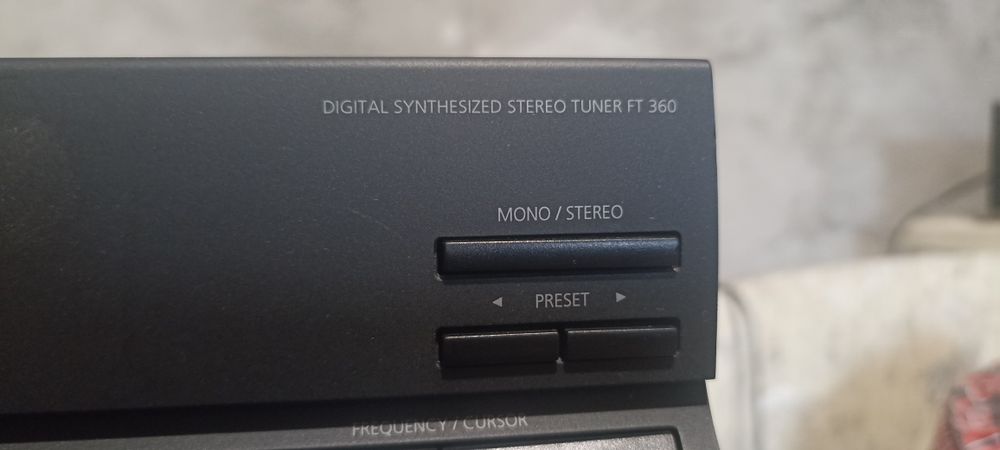 DIGITAL SYNTHESIZED STEREO TUNER FT 360
MONO / STEREO
◄ PRESET ►
FREQUENCY / CURSOR